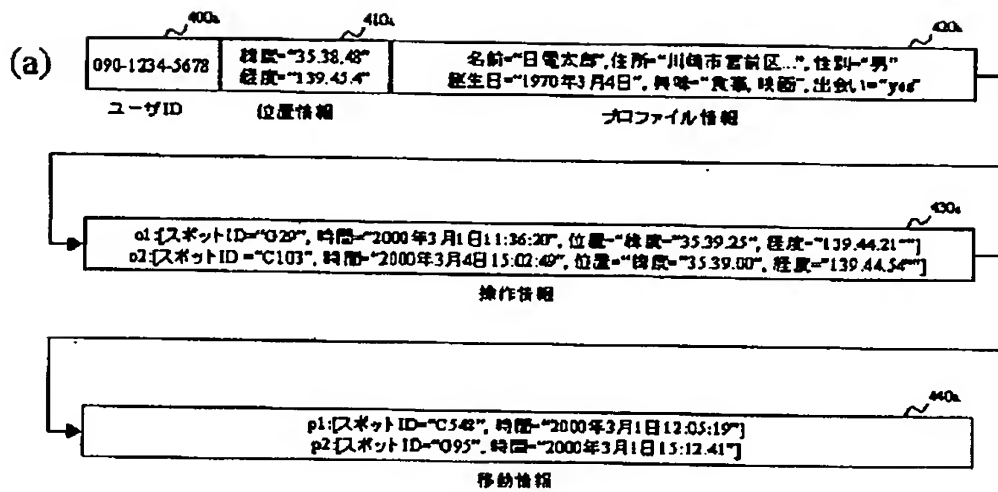 400a
410a
420a
(a)
090-1234-5678
緯度="35.38.48"
経度="139.45.4"
名前="日電太郎", 住所="川崎市宮前区...", 性別="男"
誕生日="1970年3月4日", 興味="食事, 映画", 出会い="yes"
ユーザID
位置情報
プロファイル情報
430a
o1:[スポットID="G29", 時間="2000年3月1日11:36:20", 位置="緯度="35.39.25", 経度="139.44.21""]
o2:[スポットID="C103", 時間="2000年3月4日15:02:49", 位置="緯度="35.39.00", 経度="139.44.54""]
操作情報
440a
p1:[スポットID="C542", 時間="2000年3月1日12:05:19"]
p2:[スポットID="G95", 時間="2000年3月1日15:12.41"]
移動情報